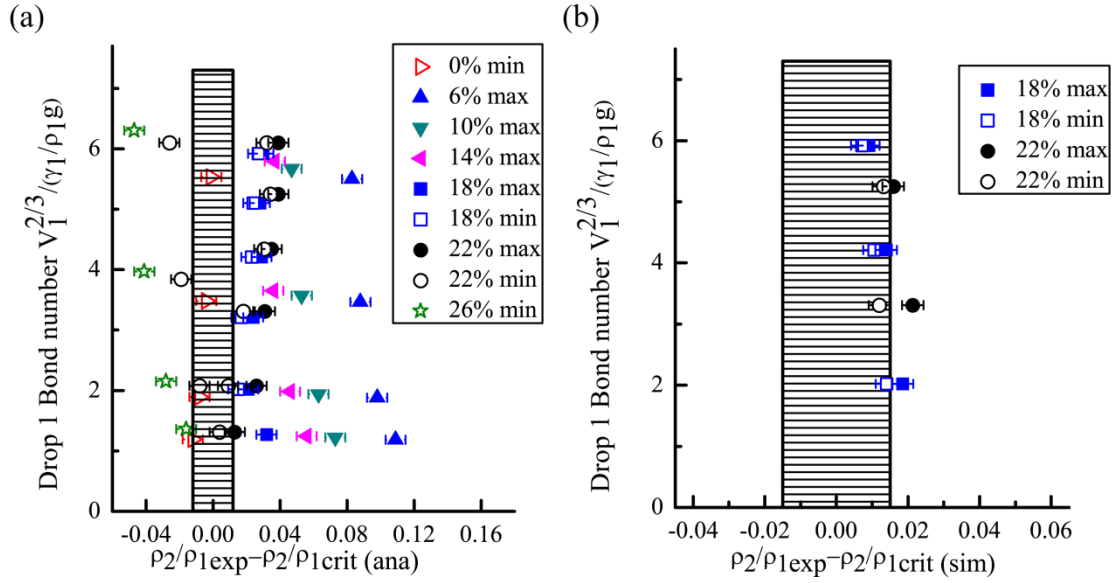 (a)
Drop 1 Bond number V₁^2/3/(γ₁/ρ₁g)
6
4
2
0
0% min
6% max
10% max
14% max
18% max
18% min
22% max
22% min
26% min
-0.04 0.00 0.04 0.08 0.12 0.16
ρ₂/ρ₁exp−ρ₂/ρ₁crit (ana)
(b)
Drop 1 Bond number V₁^2/3/(γ₁/ρ₁g)
6
4
2
0
18% max
18% min
22% max
22% min
-0.04 -0.02 0.00 0.02 0.04 0.06
ρ₂/ρ₁exp−ρ₂/ρ₁crit (sim)